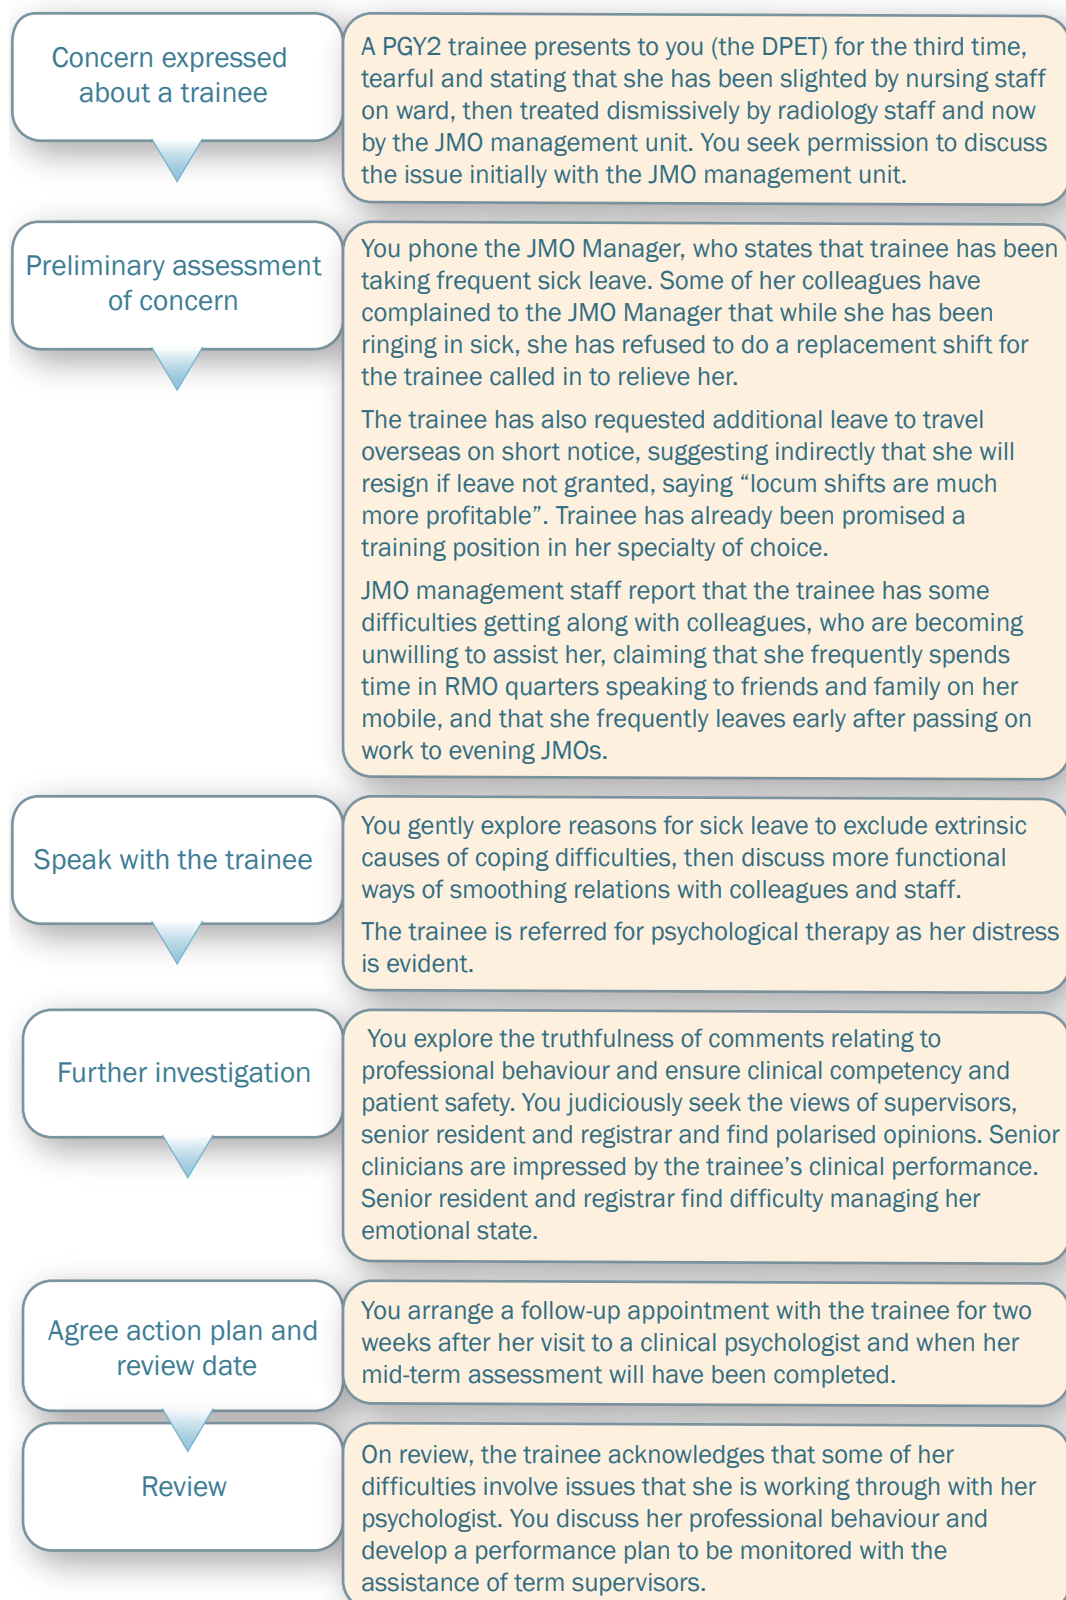 Concern expressed
about a trainee
A PGY2 trainee presents to you (the DPET) for the third time,
tearful and stating that she has been slighted by nursing staff
on ward, then treated dismissively by radiology staff and now
by the JMO management unit. You seek permission to discuss
the issue initially with the JMO management unit.
Preliminary assessment
of concern
You phone the JMO Manager, who states that trainee has been
taking frequent sick leave. Some of her colleagues have
complained to the JMO Manager that while she has been
ringing in sick, she has refused to do a replacement shift for
the trainee called in to relieve her.
The trainee has also requested additional leave to travel
overseas on short notice, suggesting indirectly that she will
resign if leave not granted, saying “locum shifts are much
more profitable”. Trainee has already been promised a
training position in her specialty of choice.
JMO management staff report that the trainee has some
difficulties getting along with colleagues, who are becoming
unwilling to assist her, claiming that she frequently spends
time in RMO quarters speaking to friends and family on her
mobile, and that she frequently leaves early after passing on
work to evening JMOs.
Speak with the trainee
You gently explore reasons for sick leave to exclude extrinsic
causes of coping difficulties, then discuss more functional
ways of smoothing relations with colleagues and staff.
The trainee is referred for psychological therapy as her distress
is evident.
Further investigation
You explore the truthfulness of comments relating to
professional behaviour and ensure clinical competency and
patient safety. You judiciously seek the views of supervisors,
senior resident and registrar and find polarised opinions. Senior
clinicians are impressed by the trainee’s clinical performance.
Senior resident and registrar find difficulty managing her
emotional state.
Agree action plan and
review date
You arrange a follow-up appointment with the trainee for two
weeks after her visit to a clinical psychologist and when her
mid-term assessment will have been completed.
Review
On review, the trainee acknowledges that some of her
difficulties involve issues that she is working through with her
psychologist. You discuss her professional behaviour and
develop a performance plan to be monitored with the
assistance of term supervisors.